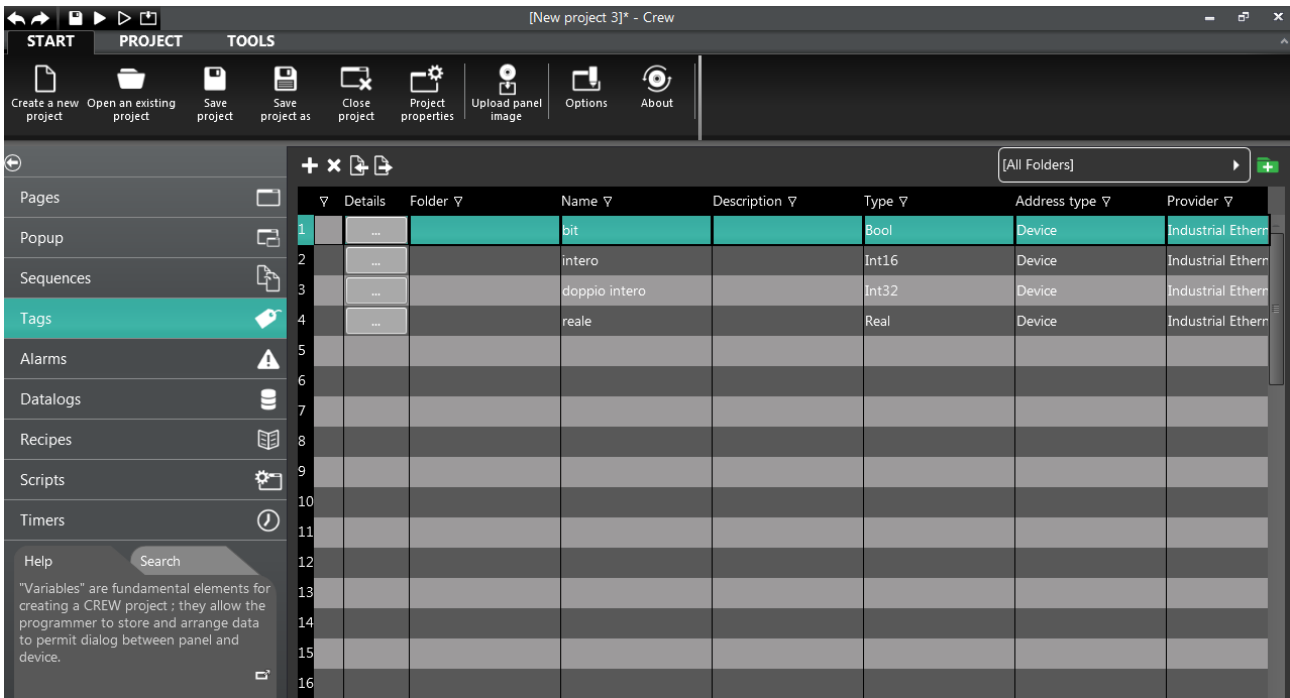 [New project 3]* - Crew
START PROJECT TOOLS
Create a new project
Open an existing project
Save project
Save project as
Close project
Project properties
Upload panel image
Options
About
[All Folders]
Pages
Popup
Sequences
Tags
Alarms
Datalogs
Recipes
Scripts
Timers
Help Search
"Variables" are fundamental elements for
creating a CREW project ; they allow the
programmer to store and arrange data
to permit dialog between panel and
device.
Details Folder Name Description Type Address type Provider
1 ... bit Bool Device Industrial Ethern
2 ... intero Int16 Device Industrial Ethern
3 ... doppio intero Int32 Device Industrial Ethern
4 ... reale Real Device Industrial Ethern
5
6
7
8
9
10
11
12
13
14
15
16